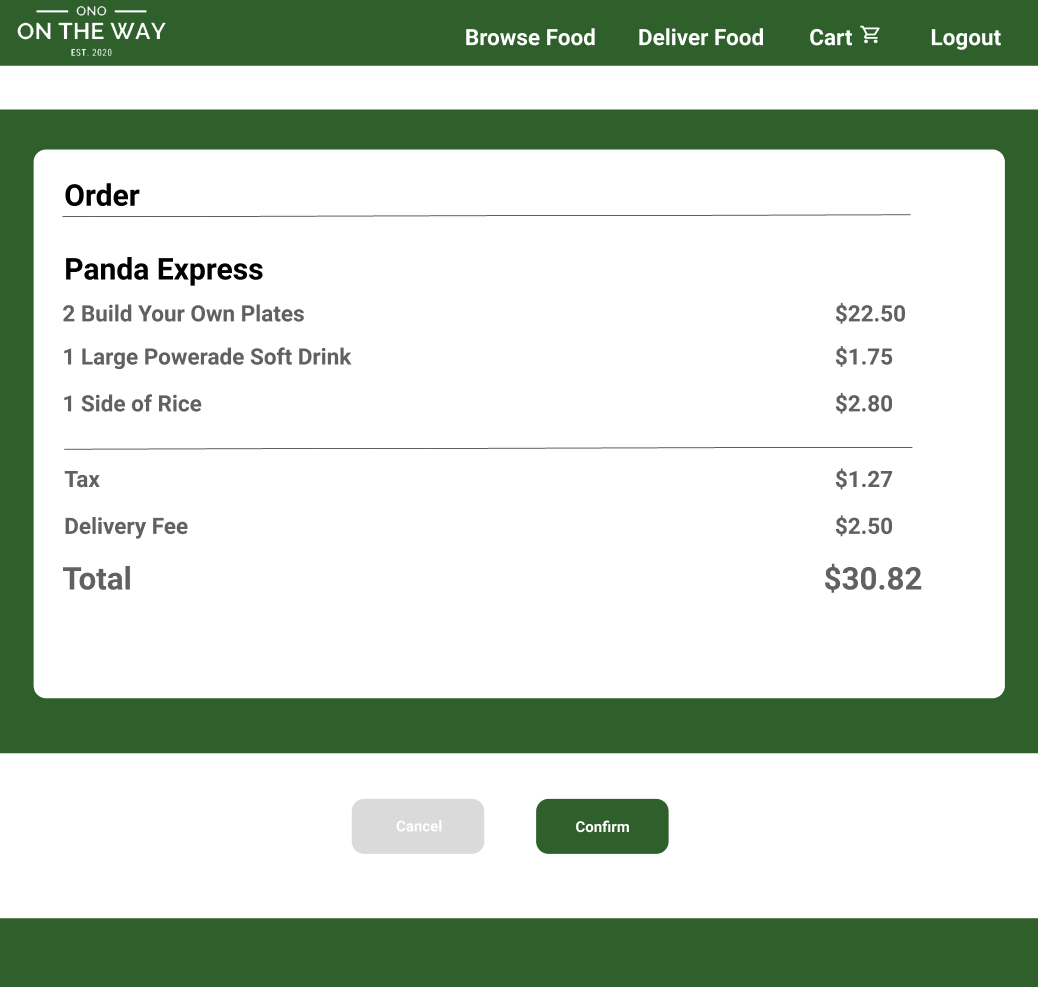 ONO
ON THE WAY
EST. 2020
Browse Food Deliver Food Cart Logout
Order
Panda Express
2 Build Your Own Plates $22.50
1 Large Powerade Soft Drink $1.75
1 Side of Rice $2.80
Tax $1.27
Delivery Fee $2.50
Total $30.82
Cancel Confirm